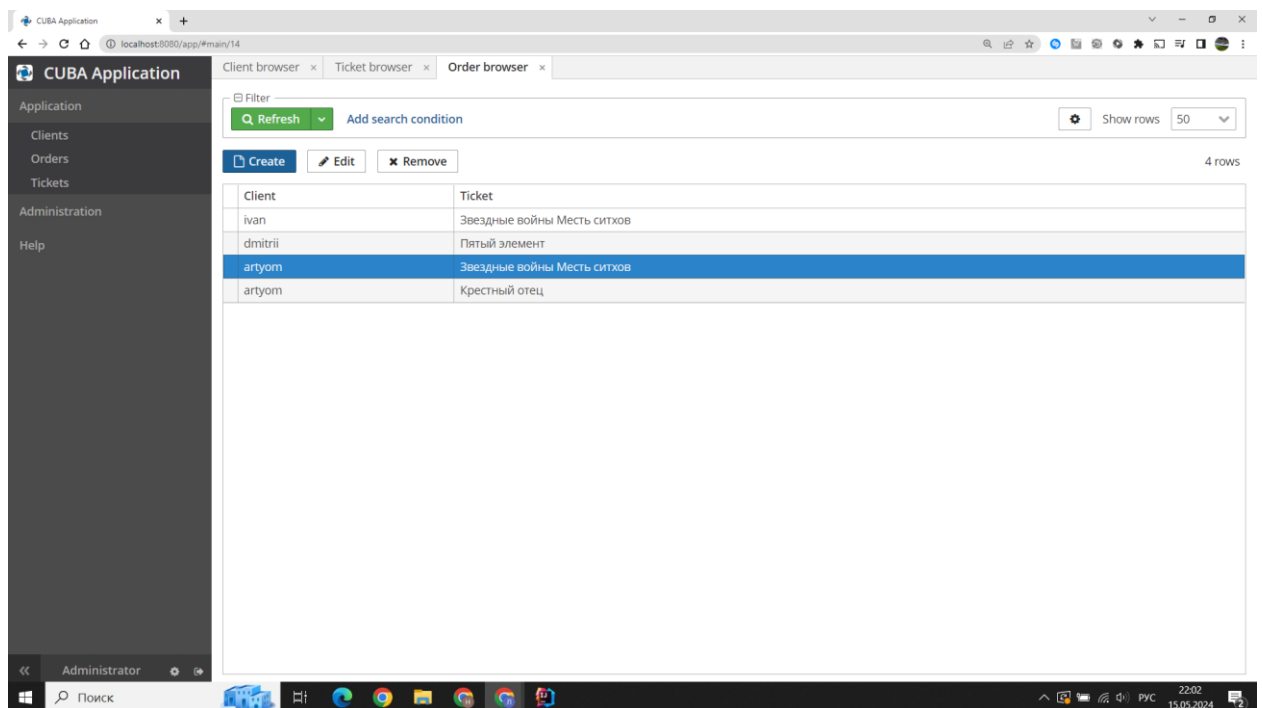 CUBA Application
localhost:8080/app/#main/14
CUBA Application
Client browser Ticket browser Order browser
Application
Clients
Orders
Tickets
Administration
Help
Filter
Refresh Add search condition Show rows 50
Create Edit Remove 4 rows
Client Ticket
ivan Звездные войны Месть ситхов
dmitrii Пятый элемент
artyom Звездные войны Месть ситхов
artyom Крестный отец
Administrator
Поиск РУС 22:02
15.05.2024 2